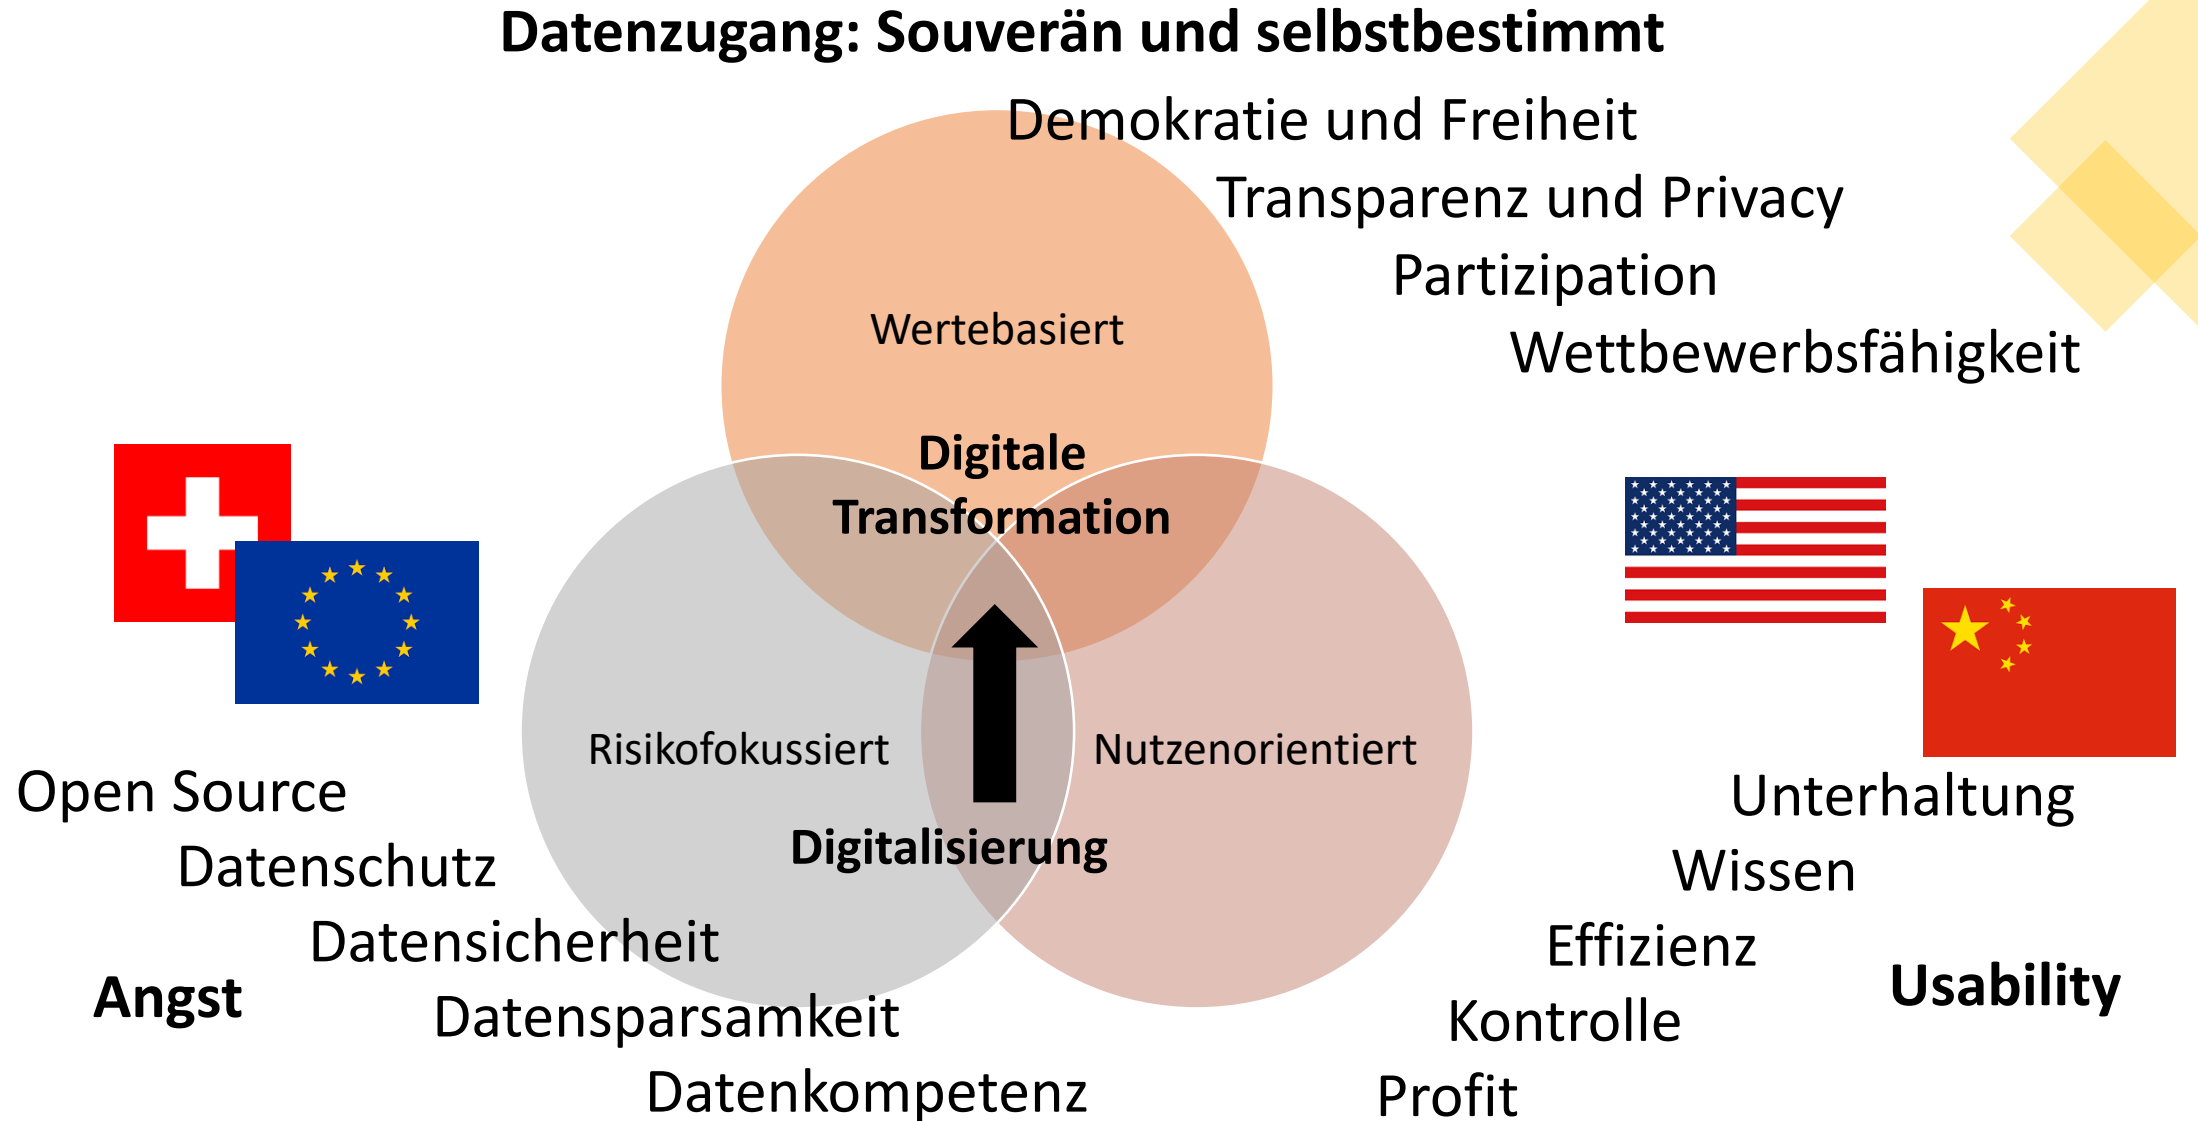 Datenzugang: Souverän und selbstbestimmt
Demokratie und Freiheit
Transparenz und Privacy
Partizipation
Wettbewerbsfähigkeit
Wertebasiert
Digitale
Transformation
Risikofokussiert
Nutzenorientiert
Digitalisierung
Open Source
Datenschutz
Datensicherheit
Datensparsamkeit
Datenkompetenz
Angst
Unterhaltung
Wissen
Effizienz
Kontrolle
Profit
Usability